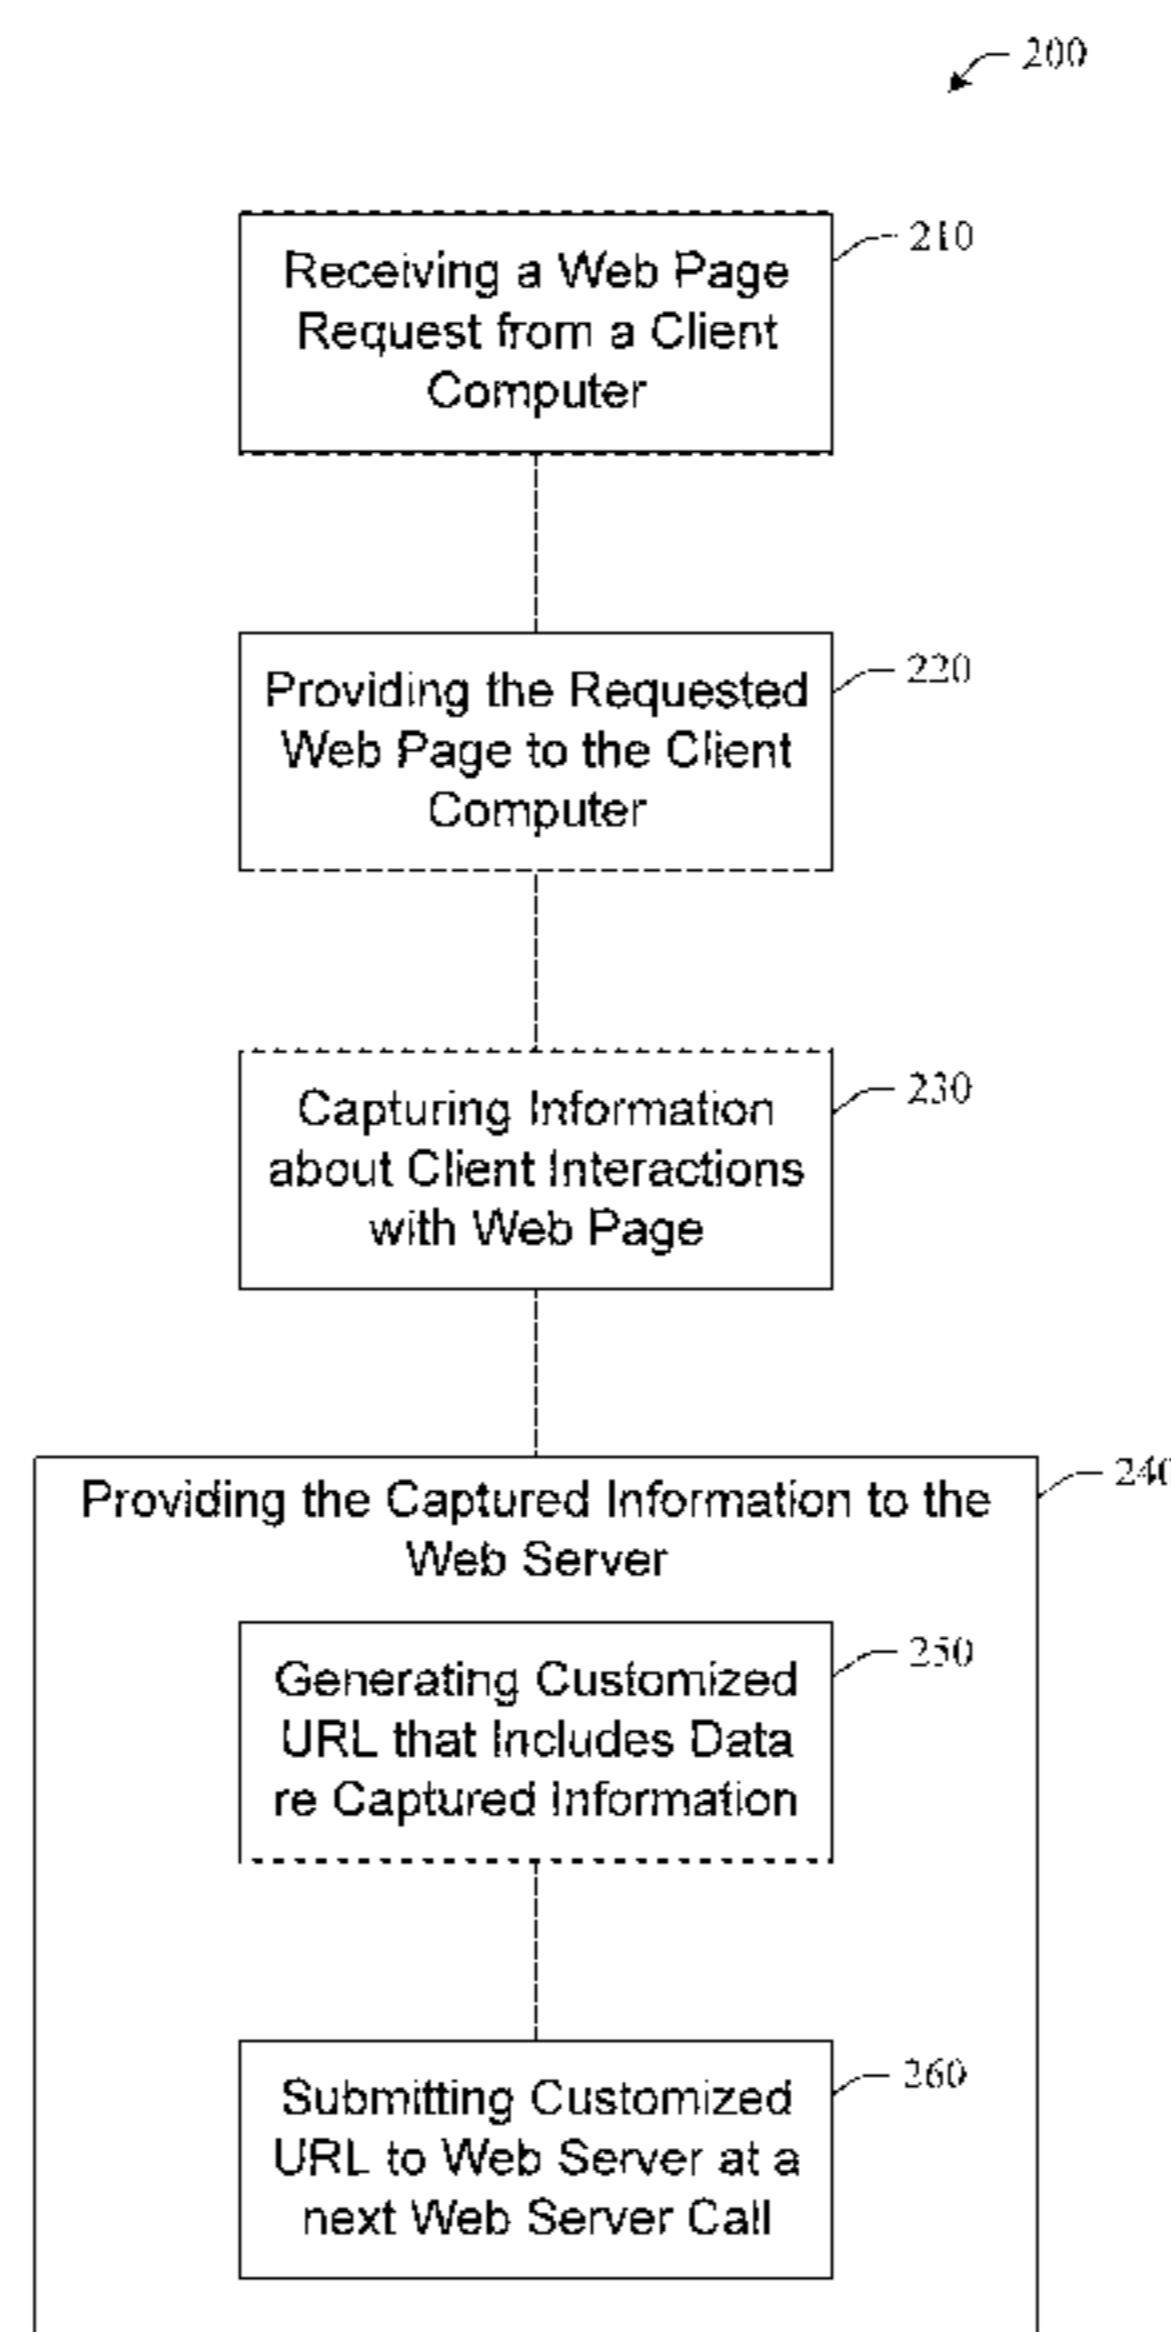 200
210
Receiving a Web Page
Request from a Client
Computer
220
Providing the Requested
Web Page to the Client
Computer
230
Capturing Information
about Client Interactions
with Web Page
240
Providing the Captured Information to the
Web Server
250
Generating Customized
URL that Includes Data
re Captured Information
260
Submitting Customized
URL to Web Server at a
next Web Server Call